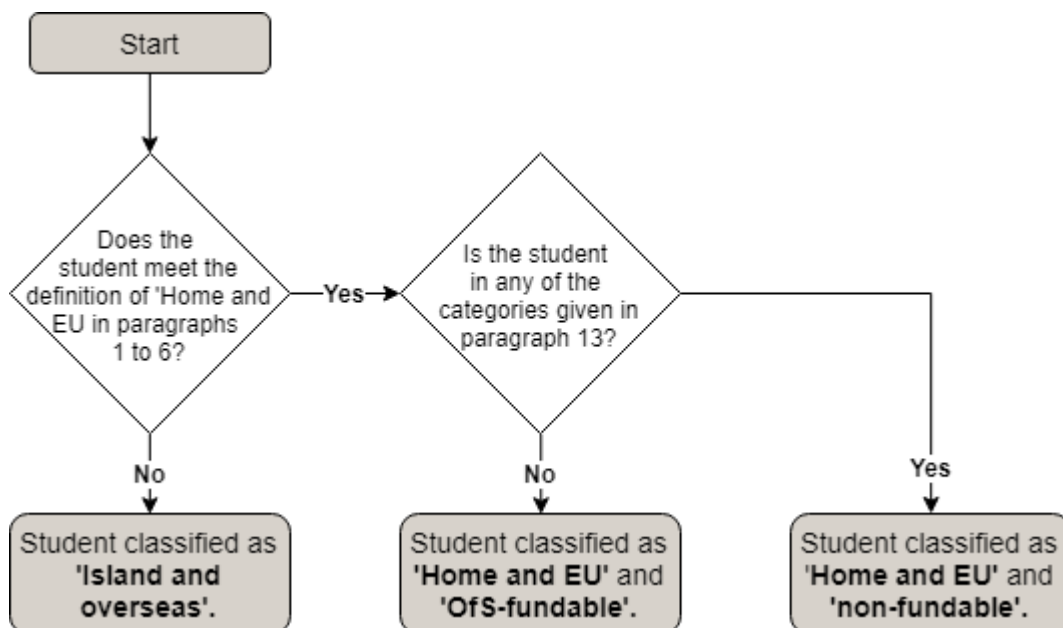 Start
Does the
student meet the
definition of 'Home and
EU in paragraphs
1 to 6?
Yes
Is the student
in any of the
categories given in
paragraph 13?
No
No
Yes
Student classified as
'Island and
overseas'.
Student classified as
'Home and EU' and
'OfS-fundable'.
Student classified as
'Home and EU' and
'non-fundable'.